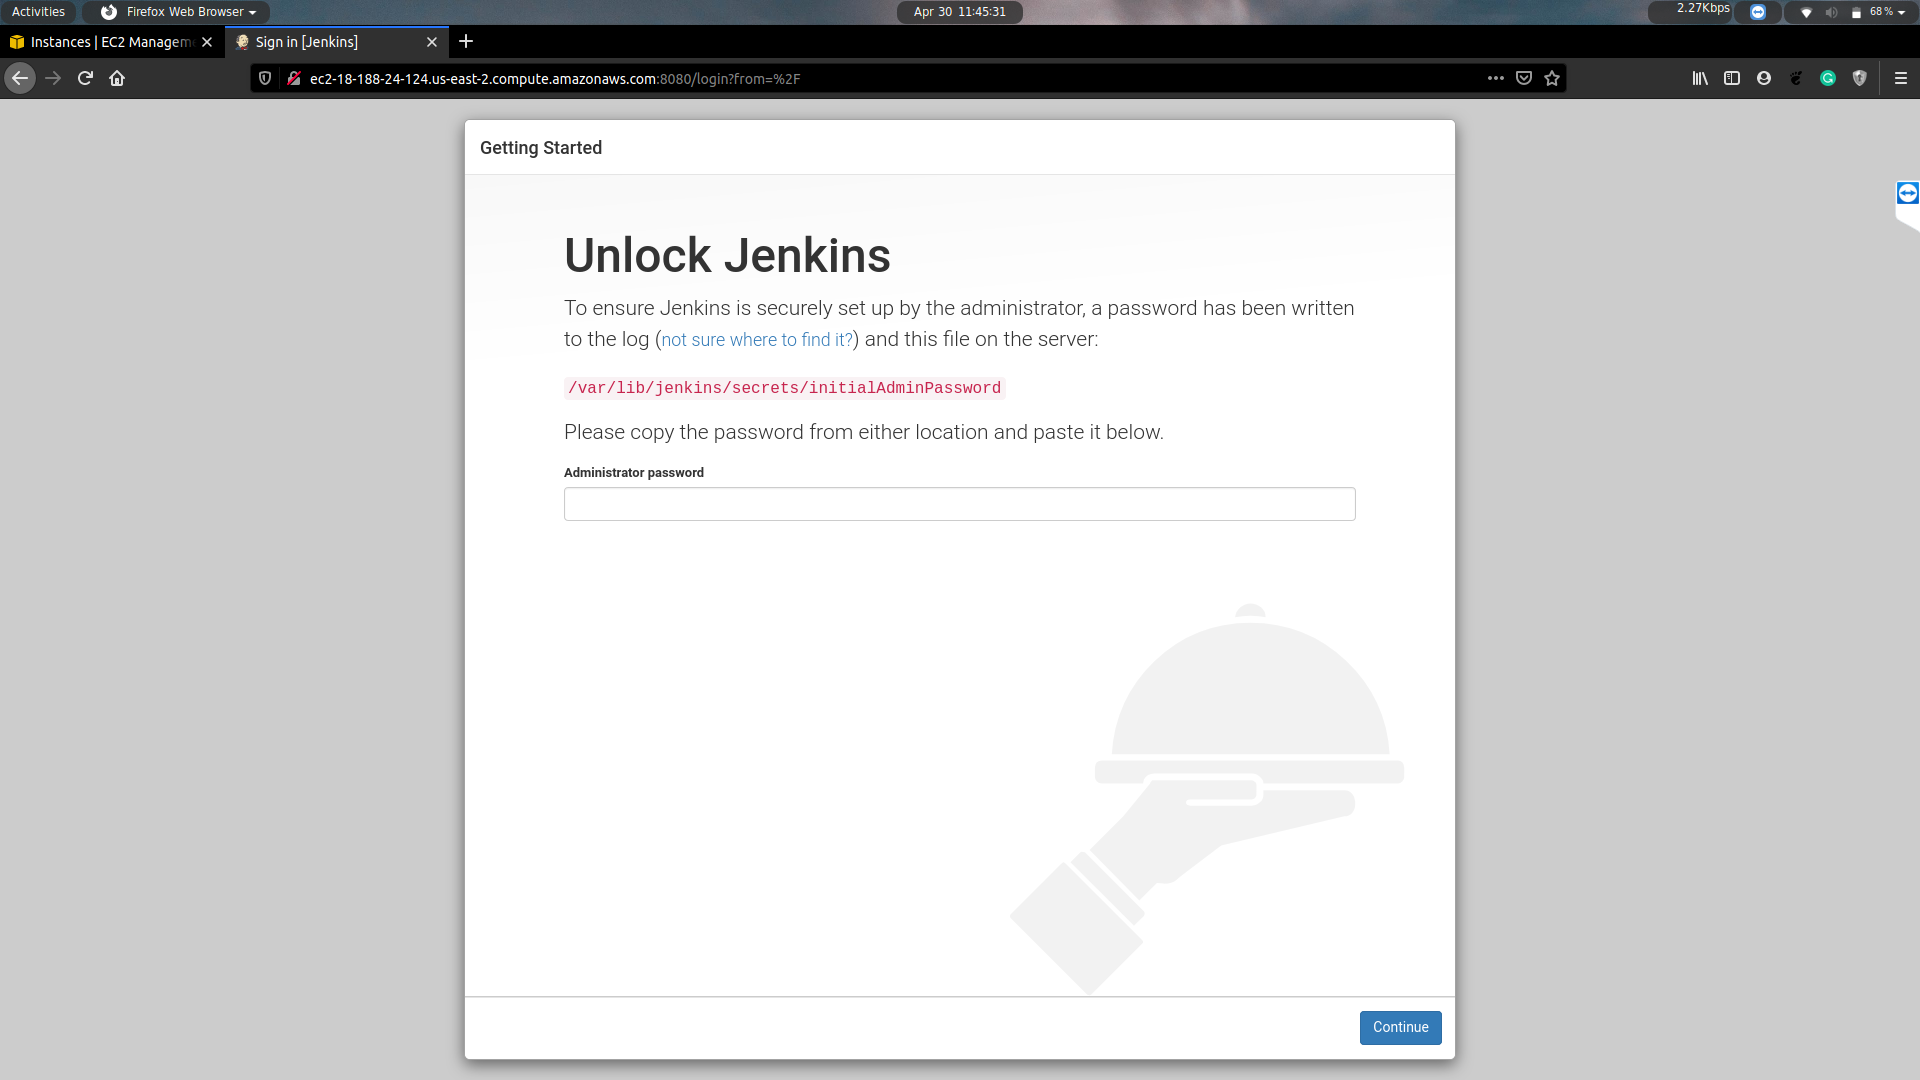 Activities
Firefox Web Browser
Apr 30 11:45:31
2.27Kbps
68 %
Instances | EC2 Managem
Sign in [Jenkins]
ec2-18-188-24-124.us-east-2.compute.amazonaws.com:8080/login?from=%2F
Getting Started
Unlock Jenkins
To ensure Jenkins is securely set up by the administrator, a password has been written
to the log (not sure where to find it?) and this file on the server:
/var/lib/jenkins/secrets/initialAdminPassword
Please copy the password from either location and paste it below.
Administrator password
Continue